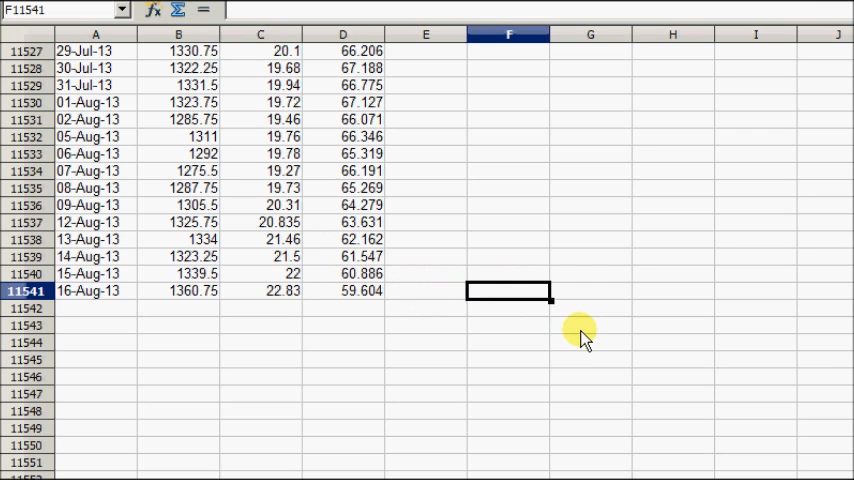 F11541
A B C D E F G H I J
11527 29-Jul-13 1330.75 20.1 66.206
11528 30-Jul-13 1322.25 19.68 67.188
11529 31-Jul-13 1331.5 19.94 66.775
11530 01-Aug-13 1323.75 19.72 67.127
11531 02-Aug-13 1285.75 19.46 66.071
11532 05-Aug-13 1311 19.76 66.346
11533 06-Aug-13 1292 19.78 65.319
11534 07-Aug-13 1275.5 19.27 66.191
11535 08-Aug-13 1287.75 19.73 65.269
11536 09-Aug-13 1305.5 20.31 64.279
11537 12-Aug-13 1325.75 20.835 63.631
11538 13-Aug-13 1334 21.46 62.162
11539 14-Aug-13 1323.25 21.5 61.547
11540 15-Aug-13 1339.5 22 60.886
11541 16-Aug-13 1360.75 22.83 59.604
11542
11543
11544
11545
11546
11547
11548
11549
11550
11551